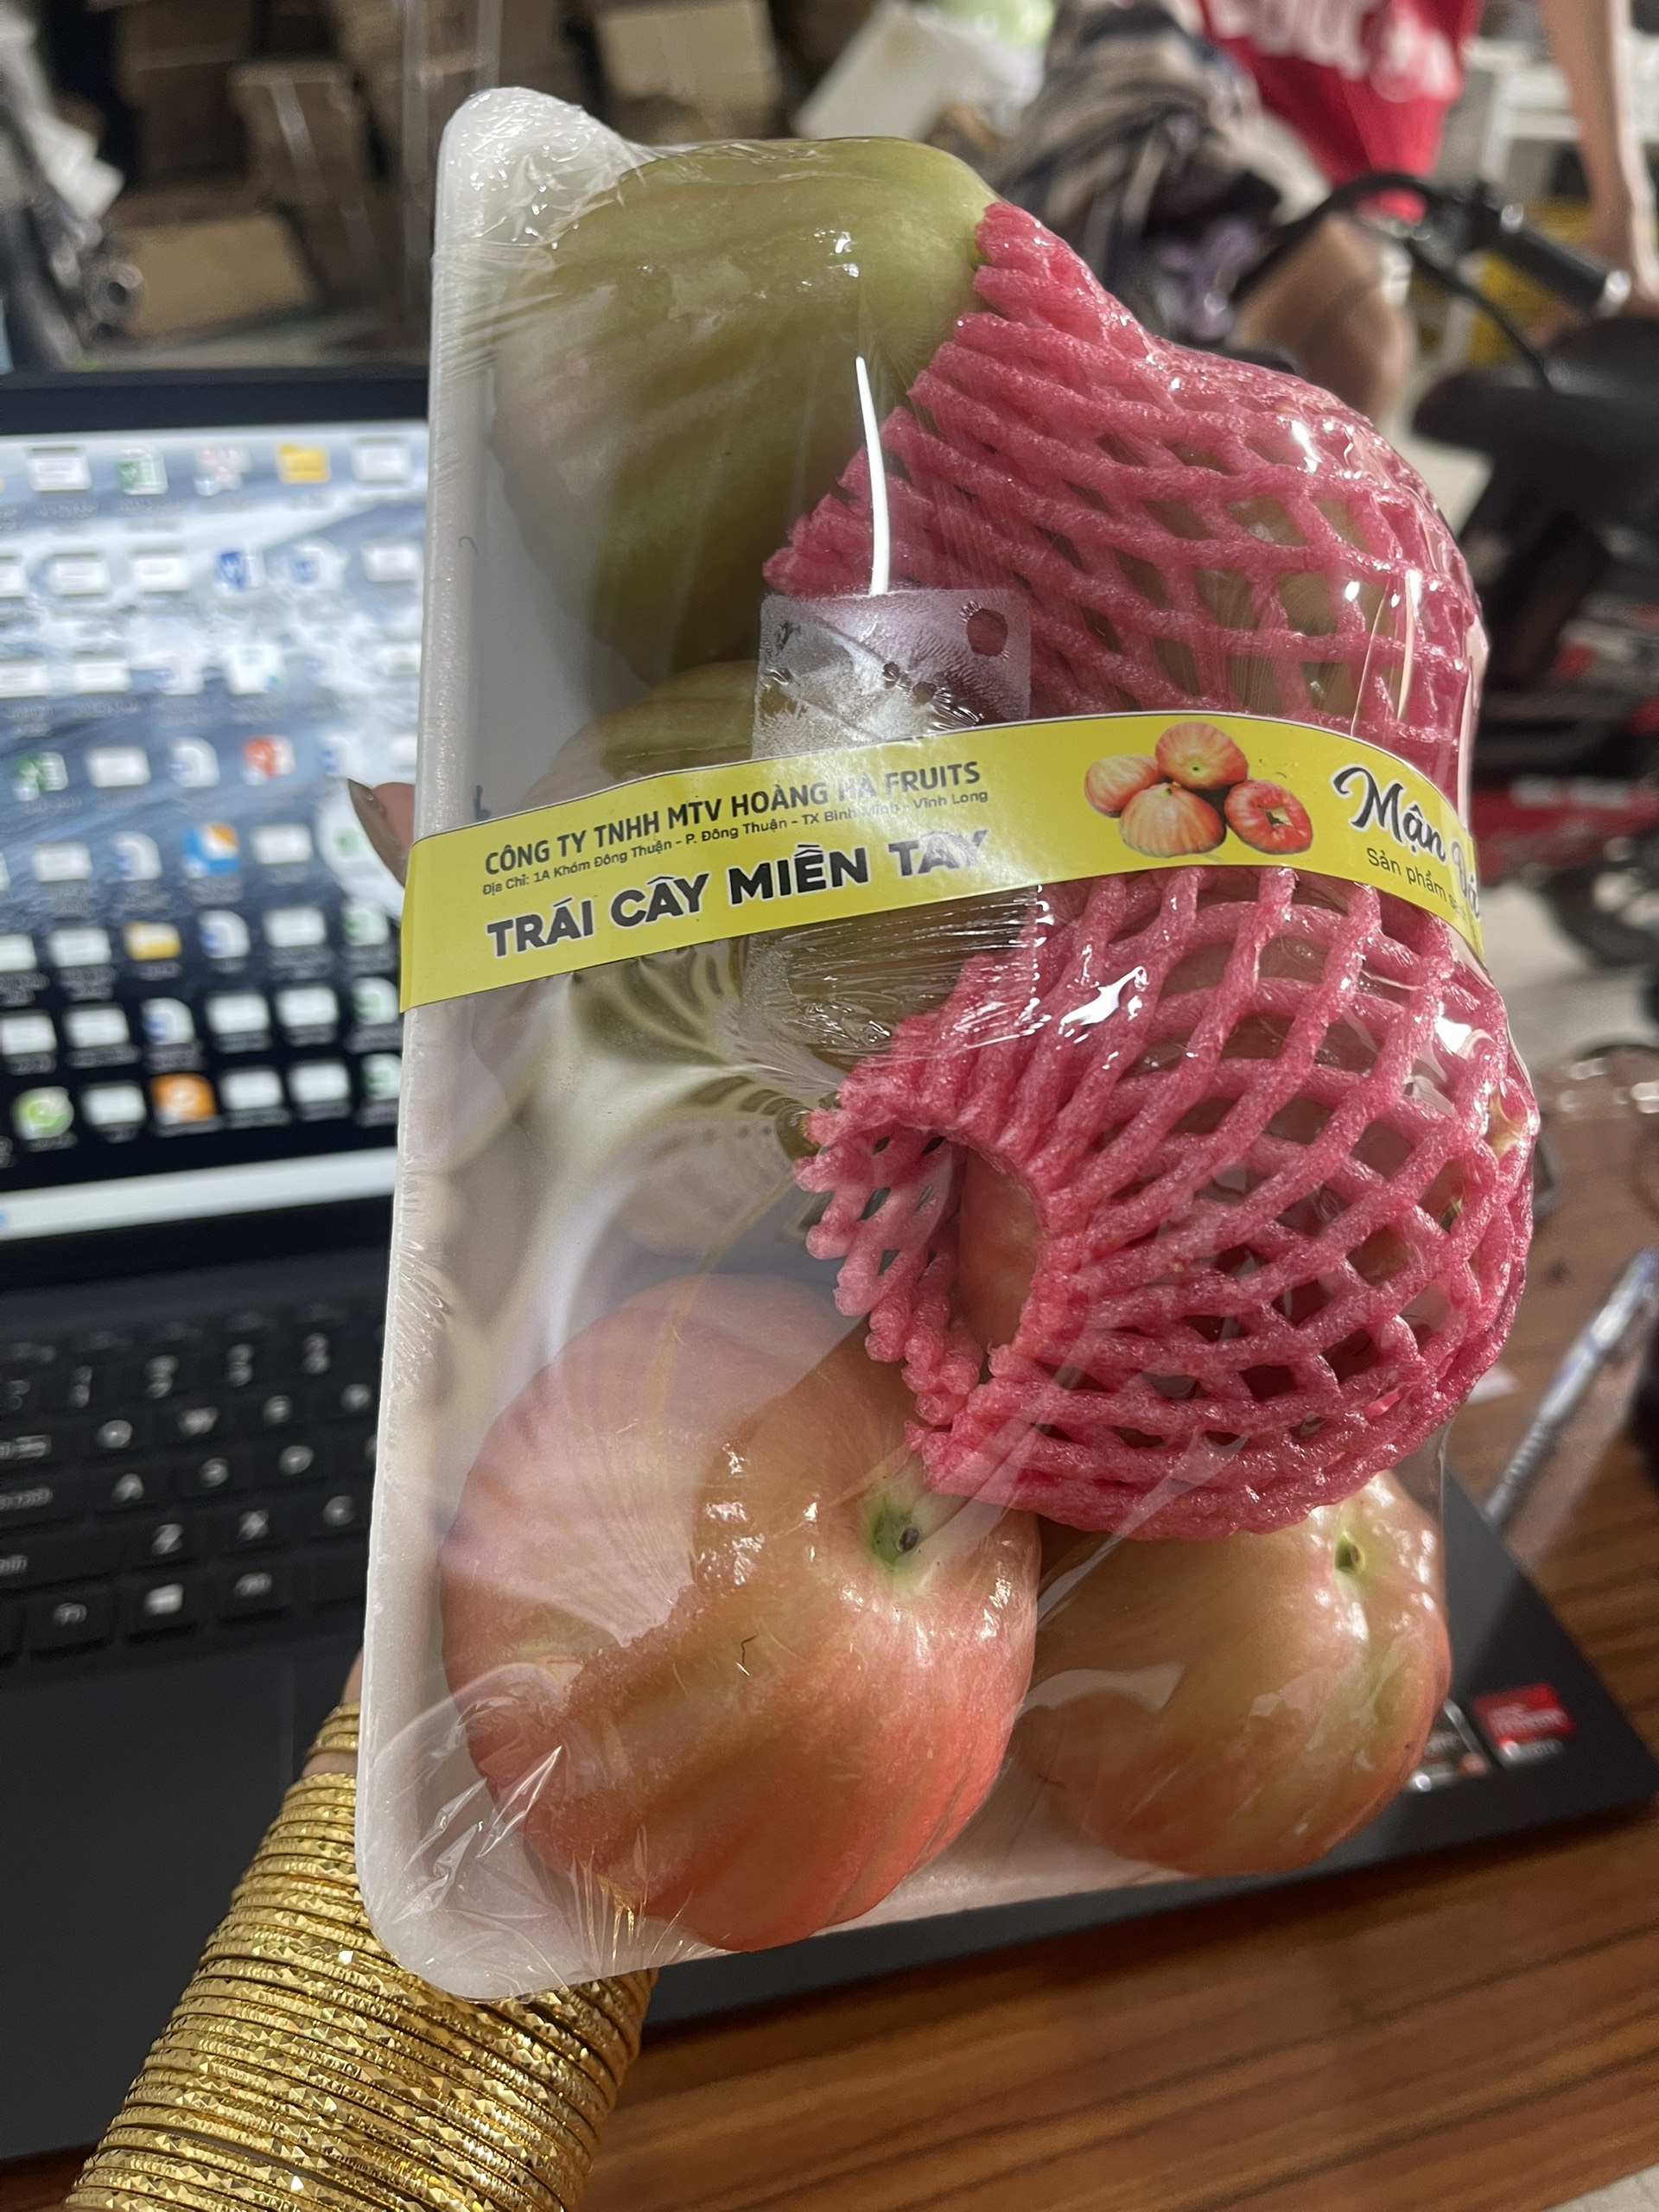 CÔNG TY TNHH MTV HOÀNG HÀ FRUITS
Địa Chỉ: 1A Khóm Đông Thuận - P. Đông Thuận - TX Bình Minh - Vĩnh Long
TRÁI CÂY MIỀN TÂY
Mận
Sản phẩm